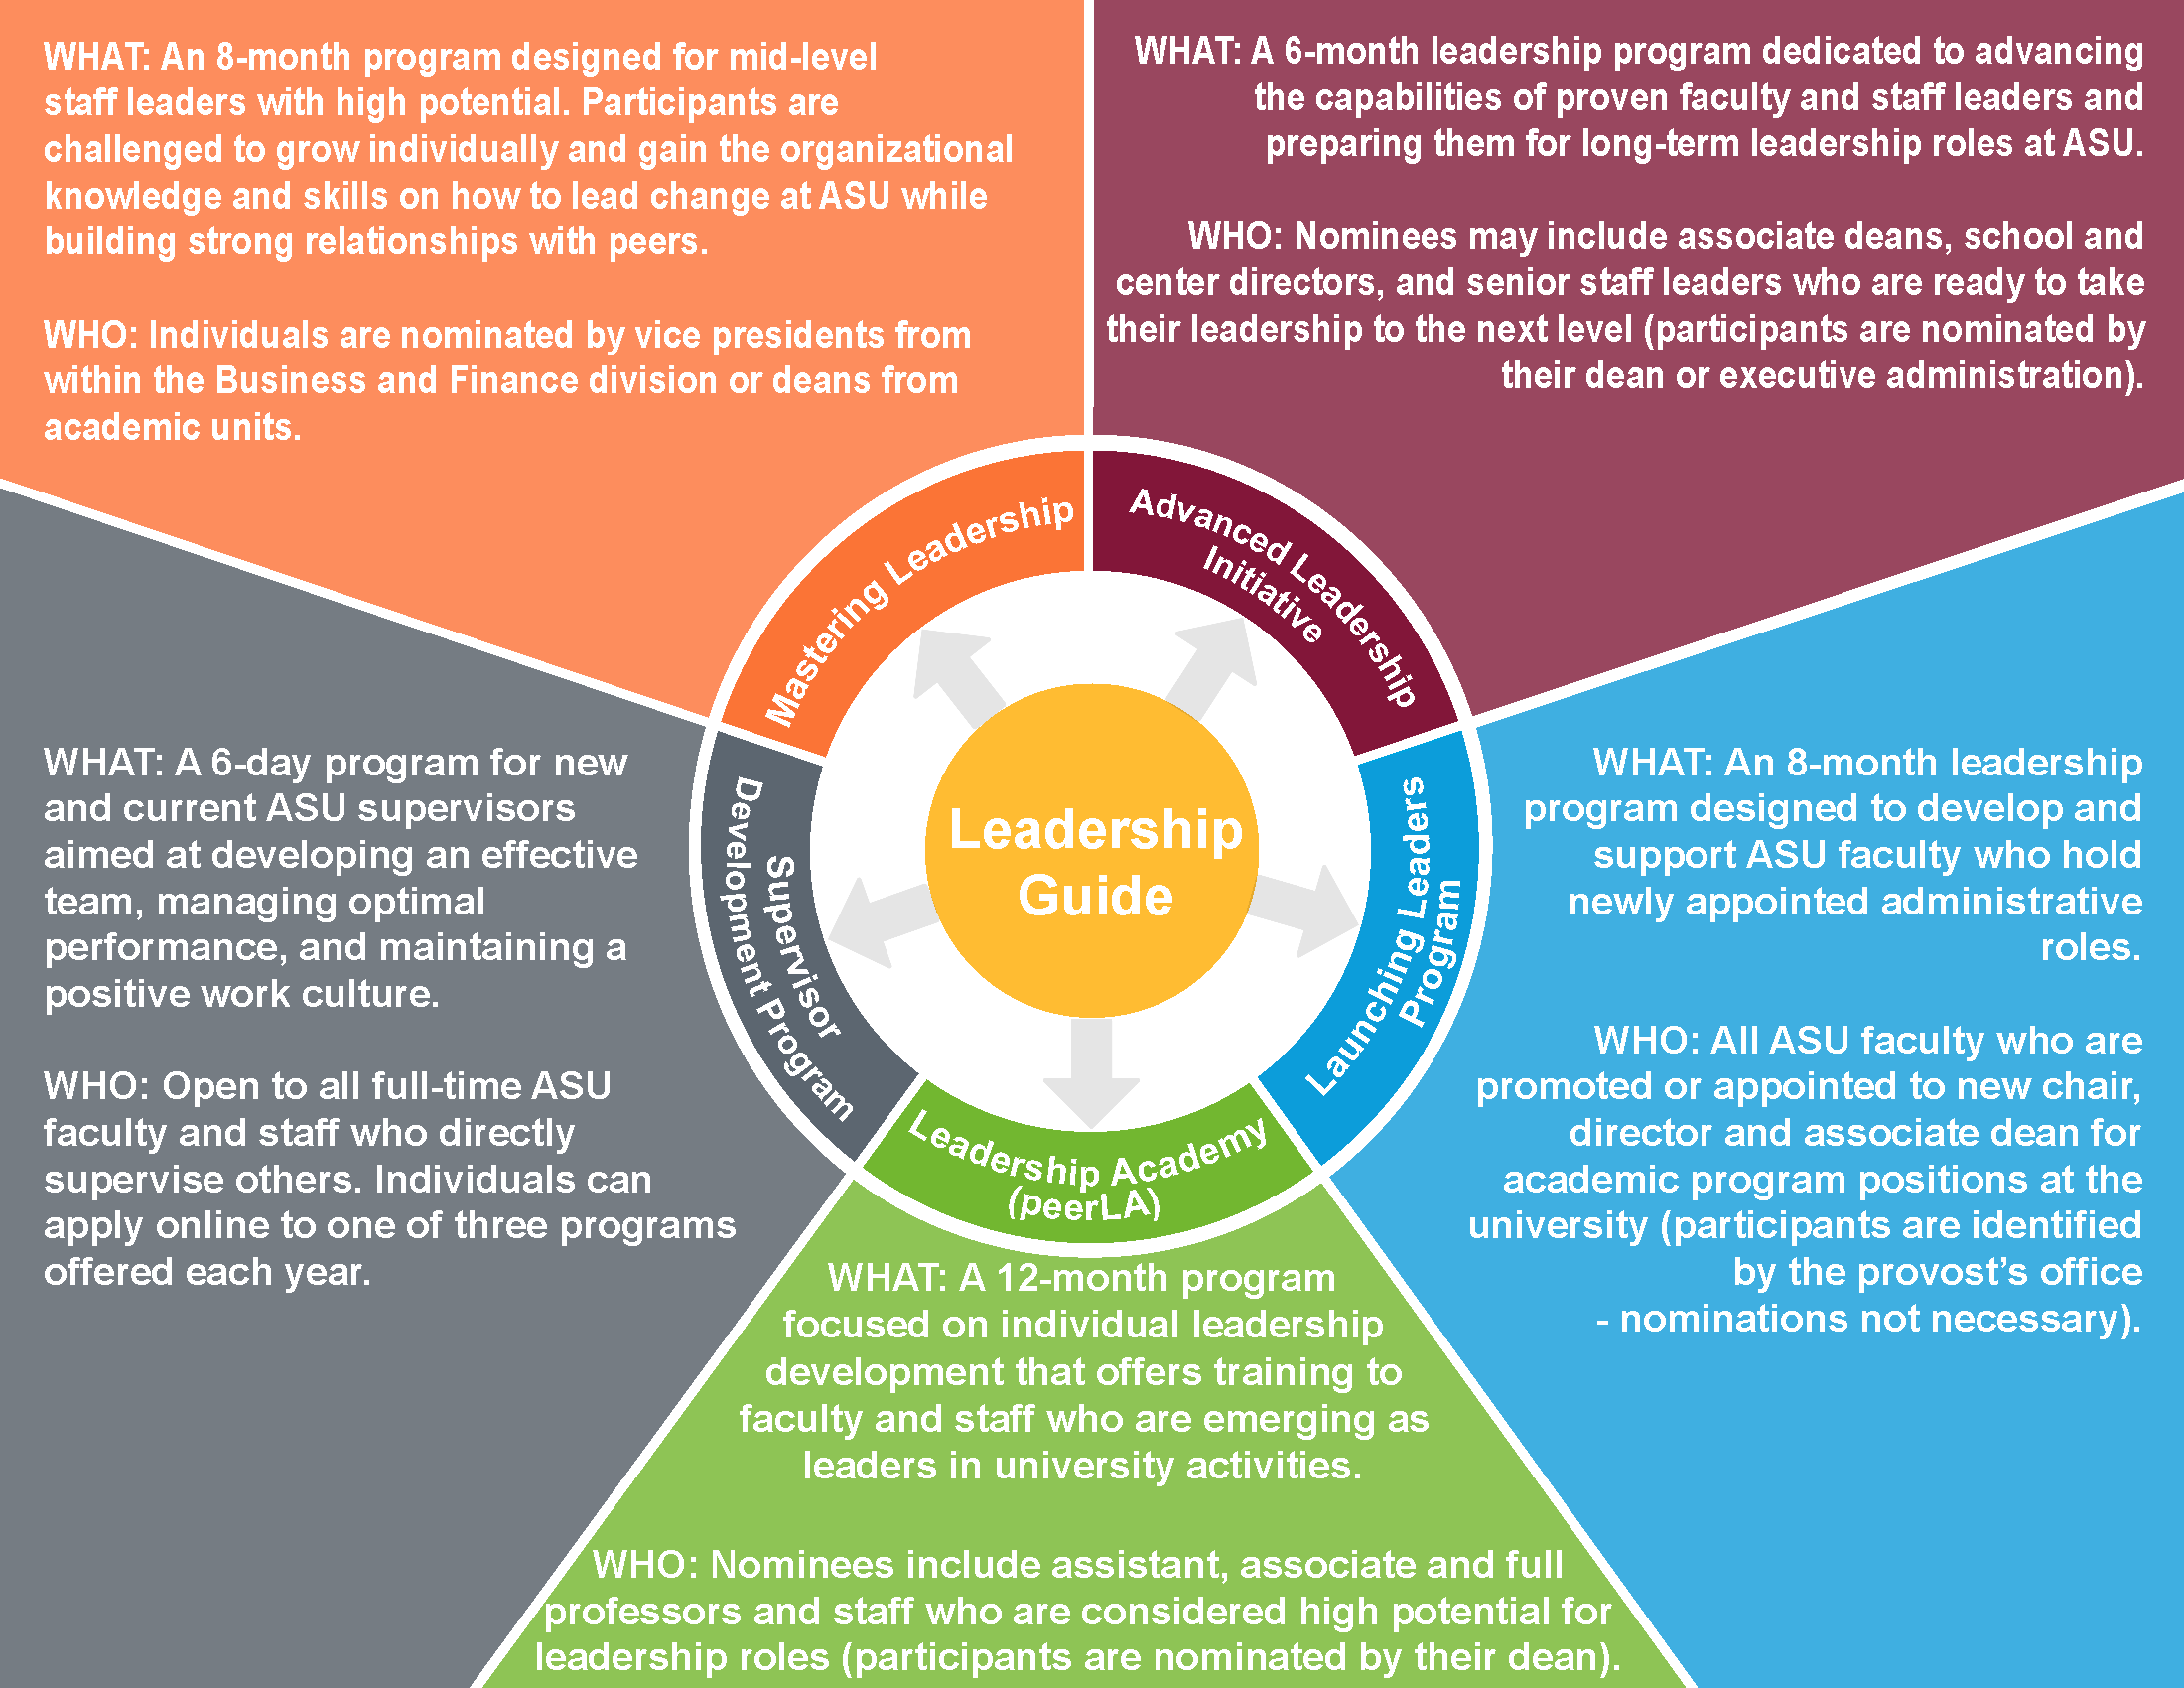 WHAT: An 8-month program designed for mid-level
staff leaders with high potential. Participants are
challenged to grow individually and gain the organizational
knowledge and skills on how to lead change at ASU while
building strong relationships with peers.
WHO: Individuals are nominated by vice presidents from
within the Business and Finance division or deans from
academic units.
WHAT: A 6-month leadership program dedicated to advancing
the capabilities of proven faculty and staff leaders and
preparing them for long-term leadership roles at ASU.
WHO: Nominees may include associate deans, school and
center directors, and senior staff leaders who are ready to take
their leadership to the next level (participants are nominated by
their dean or executive administration).
Mastering Leadership
Advanced Leadership
Initiative
Supervisor
Development Program
Leadership
Guide
Launching Leaders
Program
Leadership Academy
(peerLA)
WHAT: A 6-day program for new
and current ASU supervisors
aimed at developing an effective
team, managing optimal
performance, and maintaining a
positive work culture.
WHO: Open to all full-time ASU
faculty and staff who directly
supervise others. Individuals can
apply online to one of three programs
offered each year.
WHAT: An 8-month leadership
program designed to develop and
support ASU faculty who hold
newly appointed administrative
roles.
WHO: All ASU faculty who are
promoted or appointed to new chair,
director and associate dean for
academic program positions at the
university (participants are identified
by the provost’s office
- nominations not necessary).
WHAT: A 12-month program
focused on individual leadership
development that offers training to
faculty and staff who are emerging as
leaders in university activities.
WHO: Nominees include assistant, associate and full
professors and staff who are considered high potential for
leadership roles (participants are nominated by their dean).